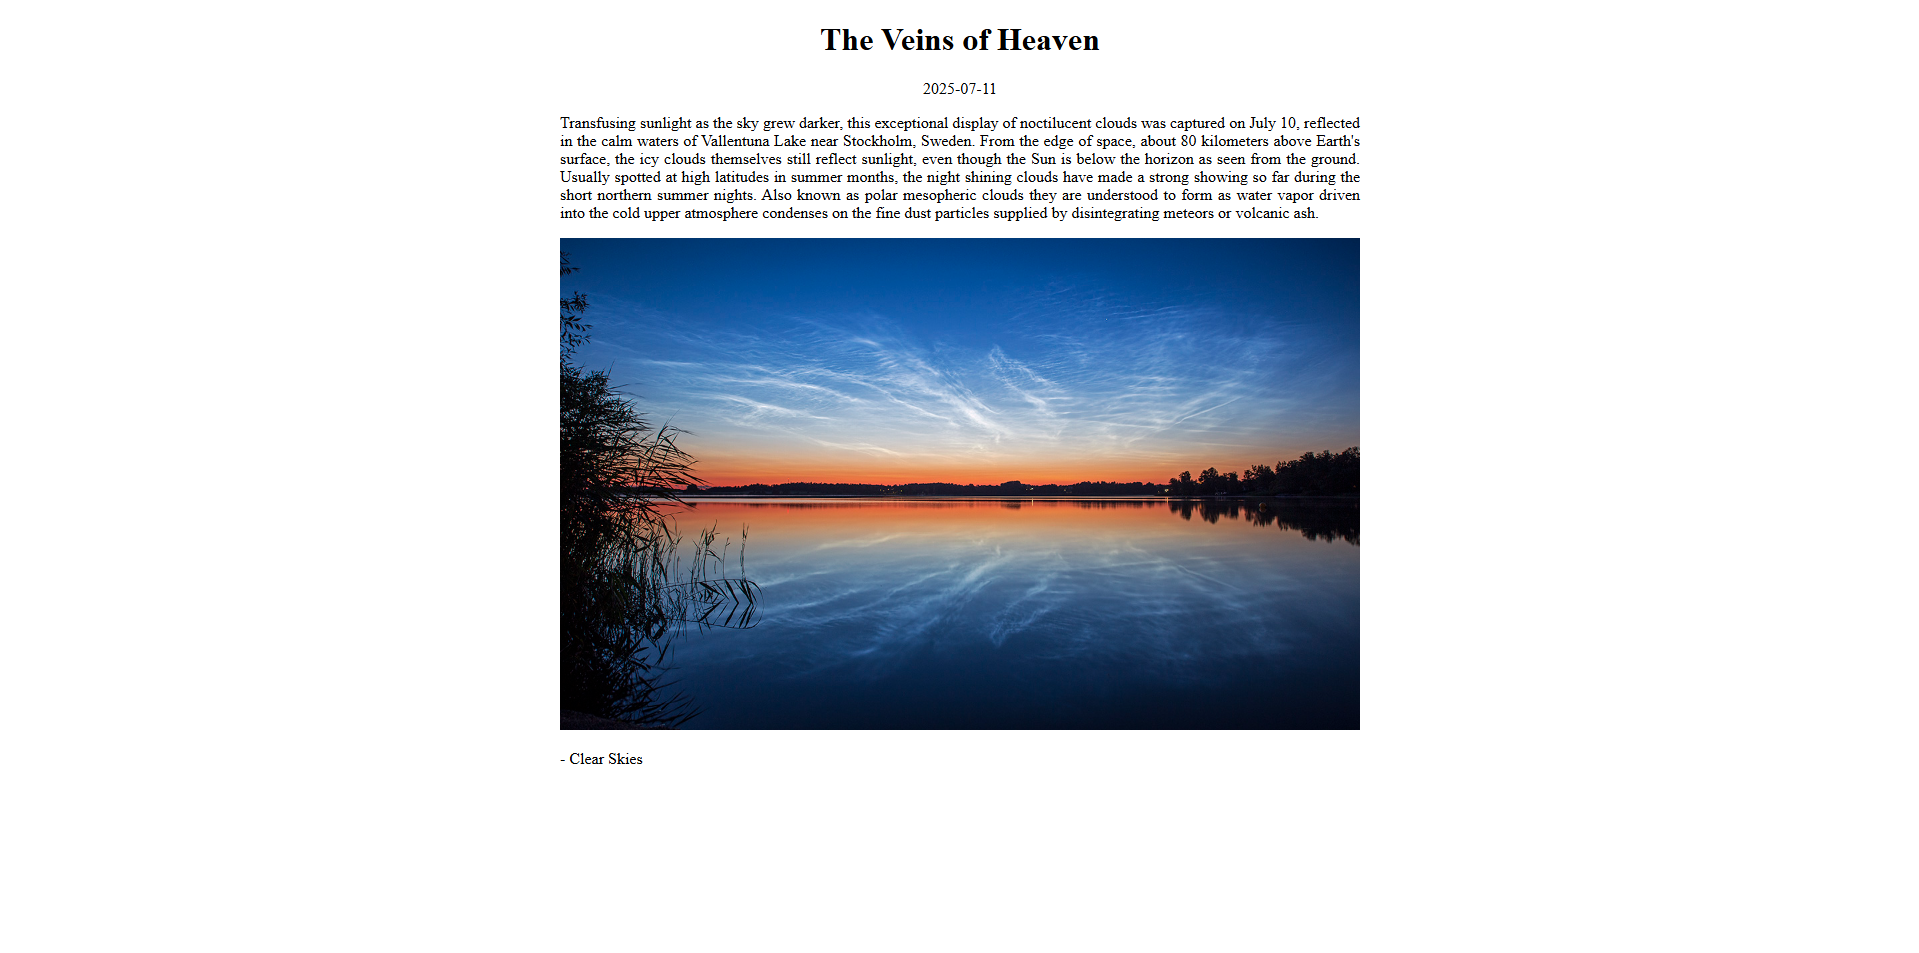 The Veins of Heaven
2025-07-11
Transfusing sunlight as the sky grew darker, this exceptional display of noctilucent clouds was captured on July 10, reflected
in the calm waters of Vallentuna Lake near Stockholm, Sweden. From the edge of space, about 80 kilometers above Earth's
surface, the icy clouds themselves still reflect sunlight, even though the Sun is below the horizon as seen from the ground.
Usually spotted at high latitudes in summer months, the night shining clouds have made a strong showing so far during the
short northern summer nights. Also known as polar mesopheric clouds they are understood to form as water vapor driven
into the cold upper atmosphere condenses on the fine dust particles supplied by disintegrating meteors or volcanic ash.
- Clear Skies